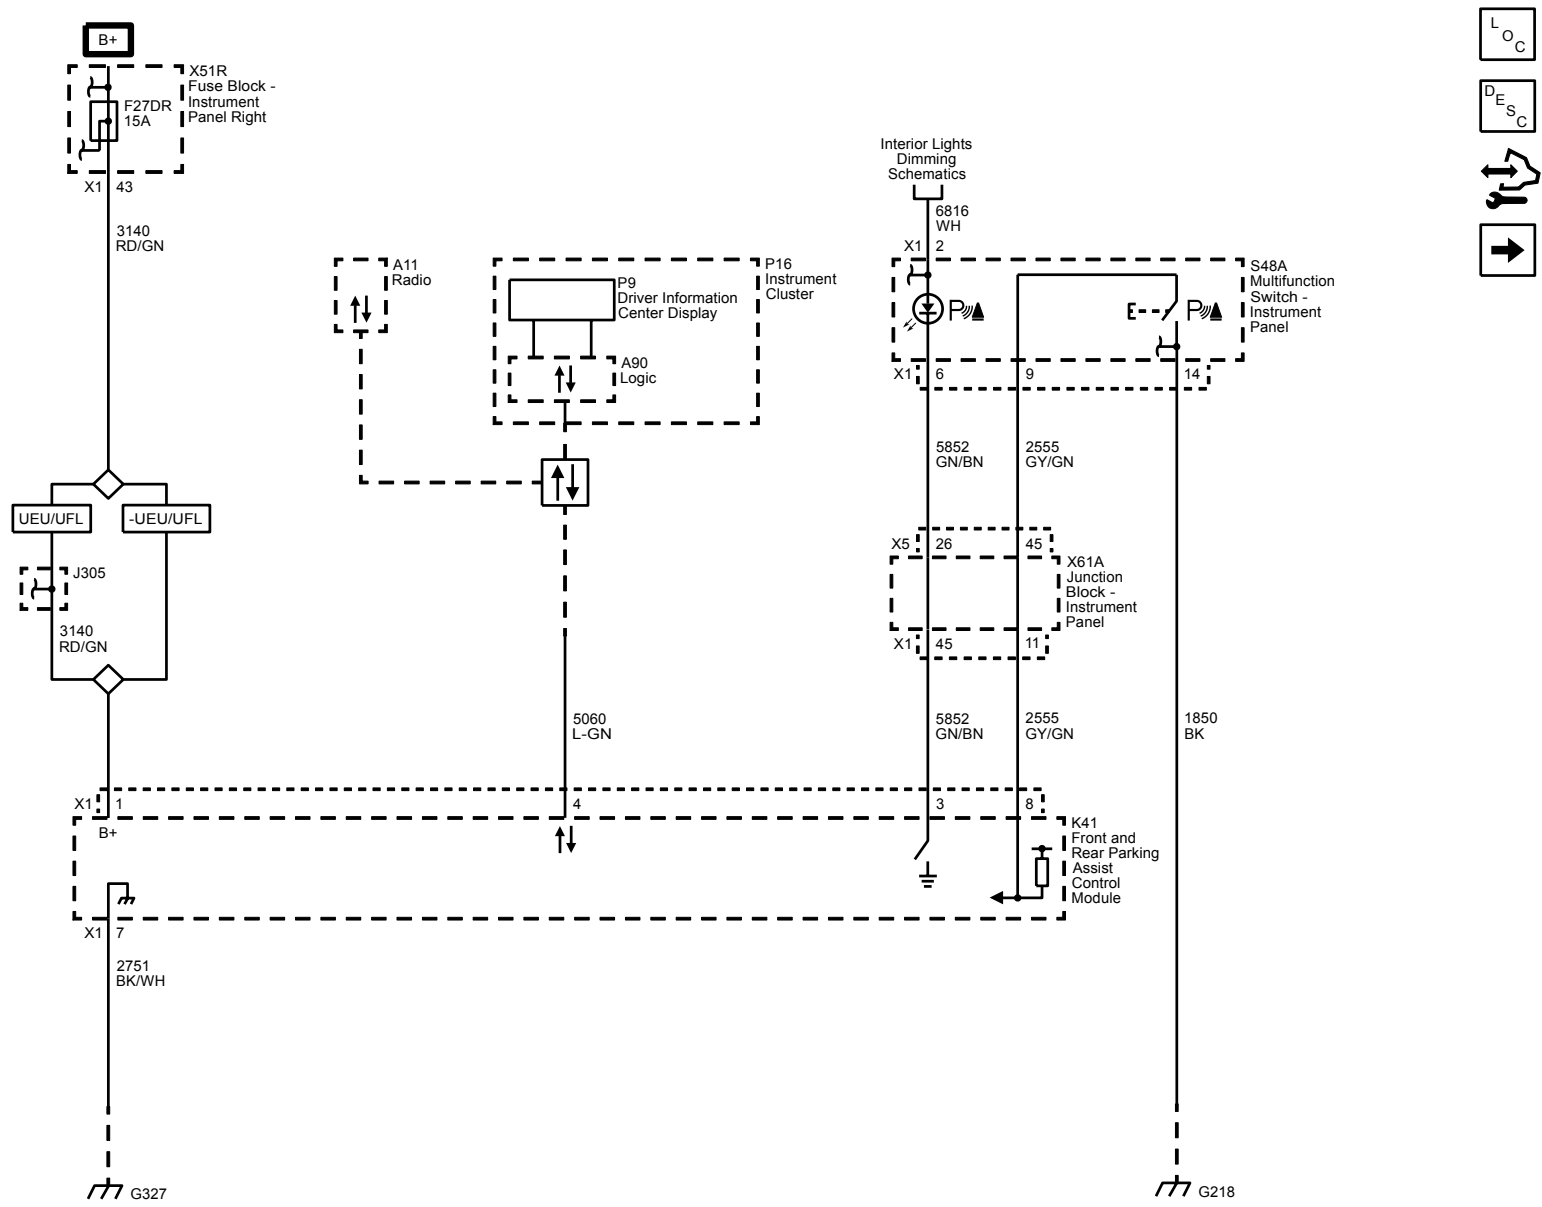 B+
X51R
Fuse Block -
Instrument
Panel Right
F27DR
15A
X1 43
3140
RD/GN
UEU/UFL
-UEU/UFL
J305
3140
RD/GN
A11
Radio
P16
Instrument
Cluster
P9
Driver Information
Center Display
A90
Logic
5060
L-GN
Interior Lights
Dimming
Schematics
6816
WH
X1 2
S48A
Multifunction
Switch -
Instrument
Panel
P
P
X1 6 9 14
5852
GN/BN
2555
GY/GN
X5 26 45
X61A
Junction
Block -
Instrument
Panel
X1 45 11
5852
GN/BN
2555
GY/GN
1850
BK
X1 1 4 3 8
B+
K41
Front and
Rear Parking
Assist
Control
Module
X1 7
2751
BK/WH
G327
G218
LOC
DESC